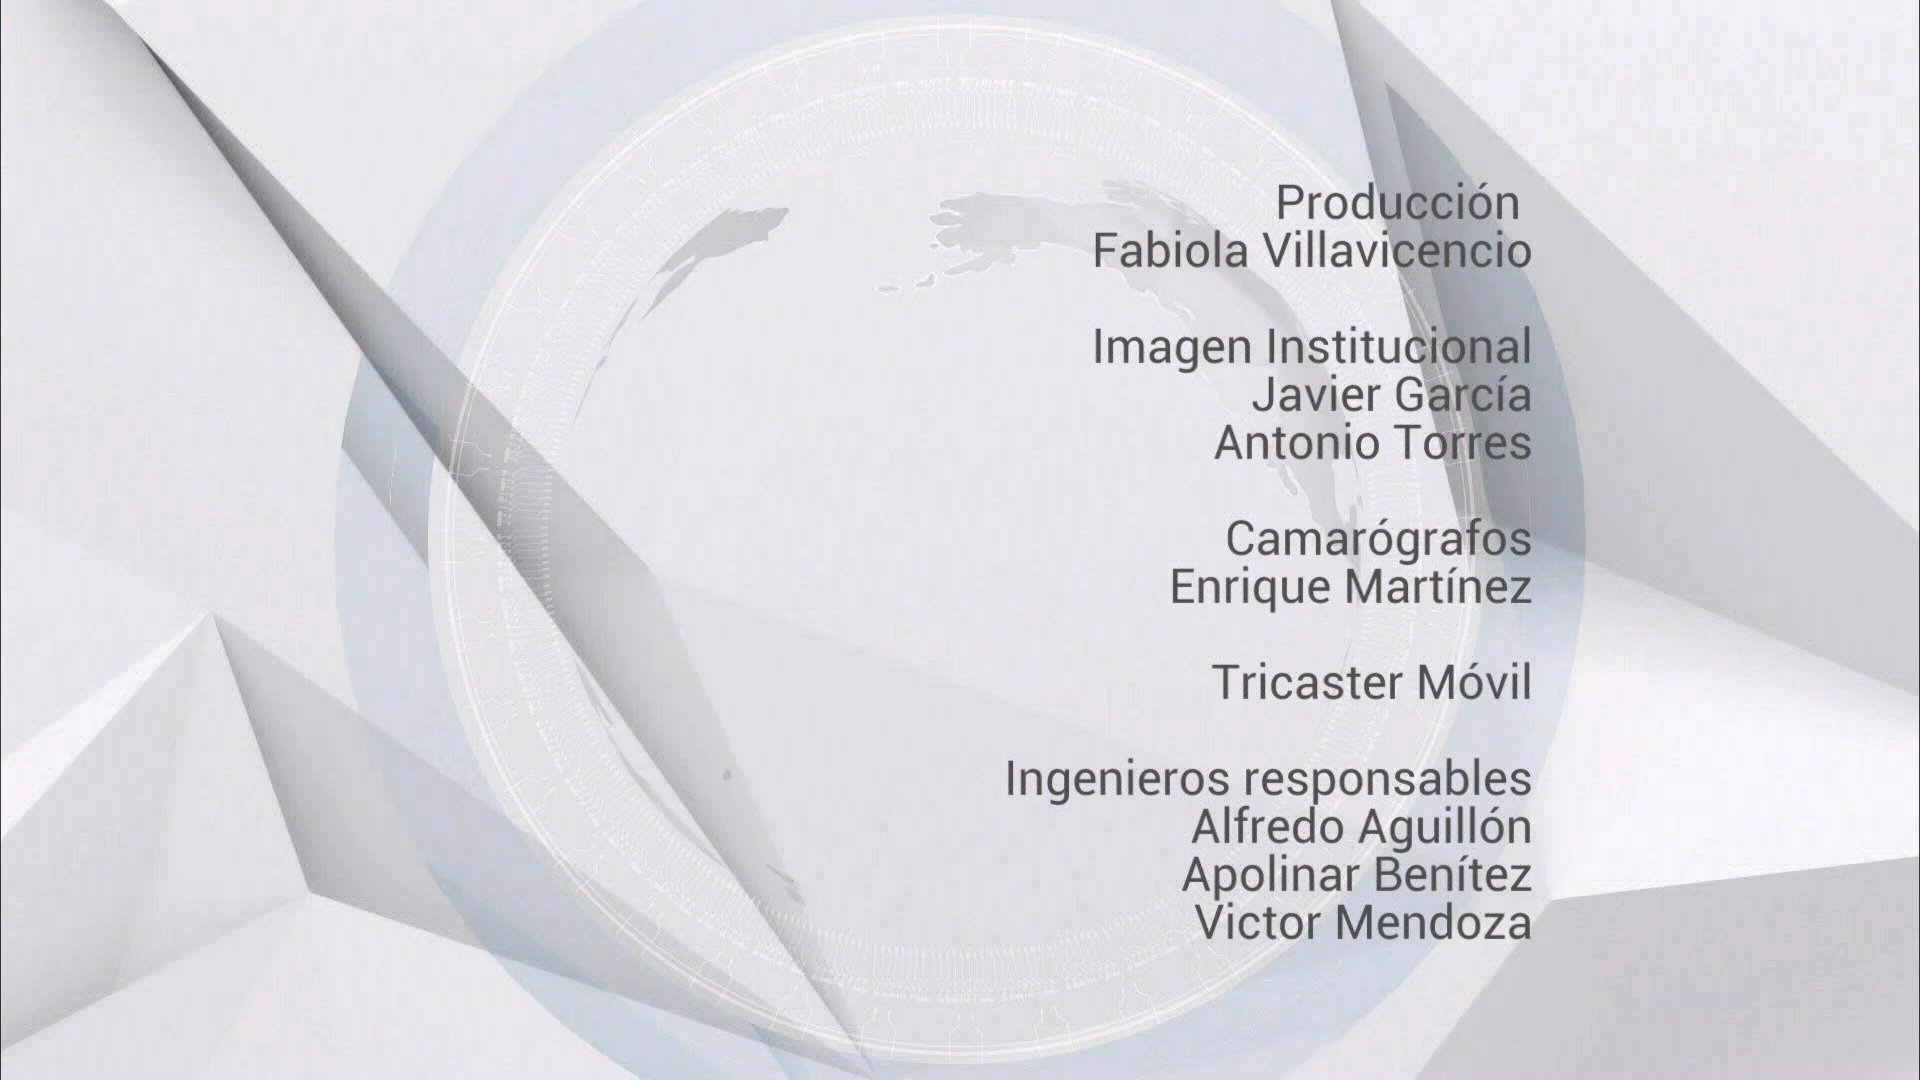 Producción
Fabiola Villavicencio
Imagen Institucional
Javier García
Antonio Torres
Camarógrafos
Enrique Martínez
Tricaster Móvil
Ingenieros responsables
Alfredo Aguillón
Apolinar Benítez
Victor Mendoza